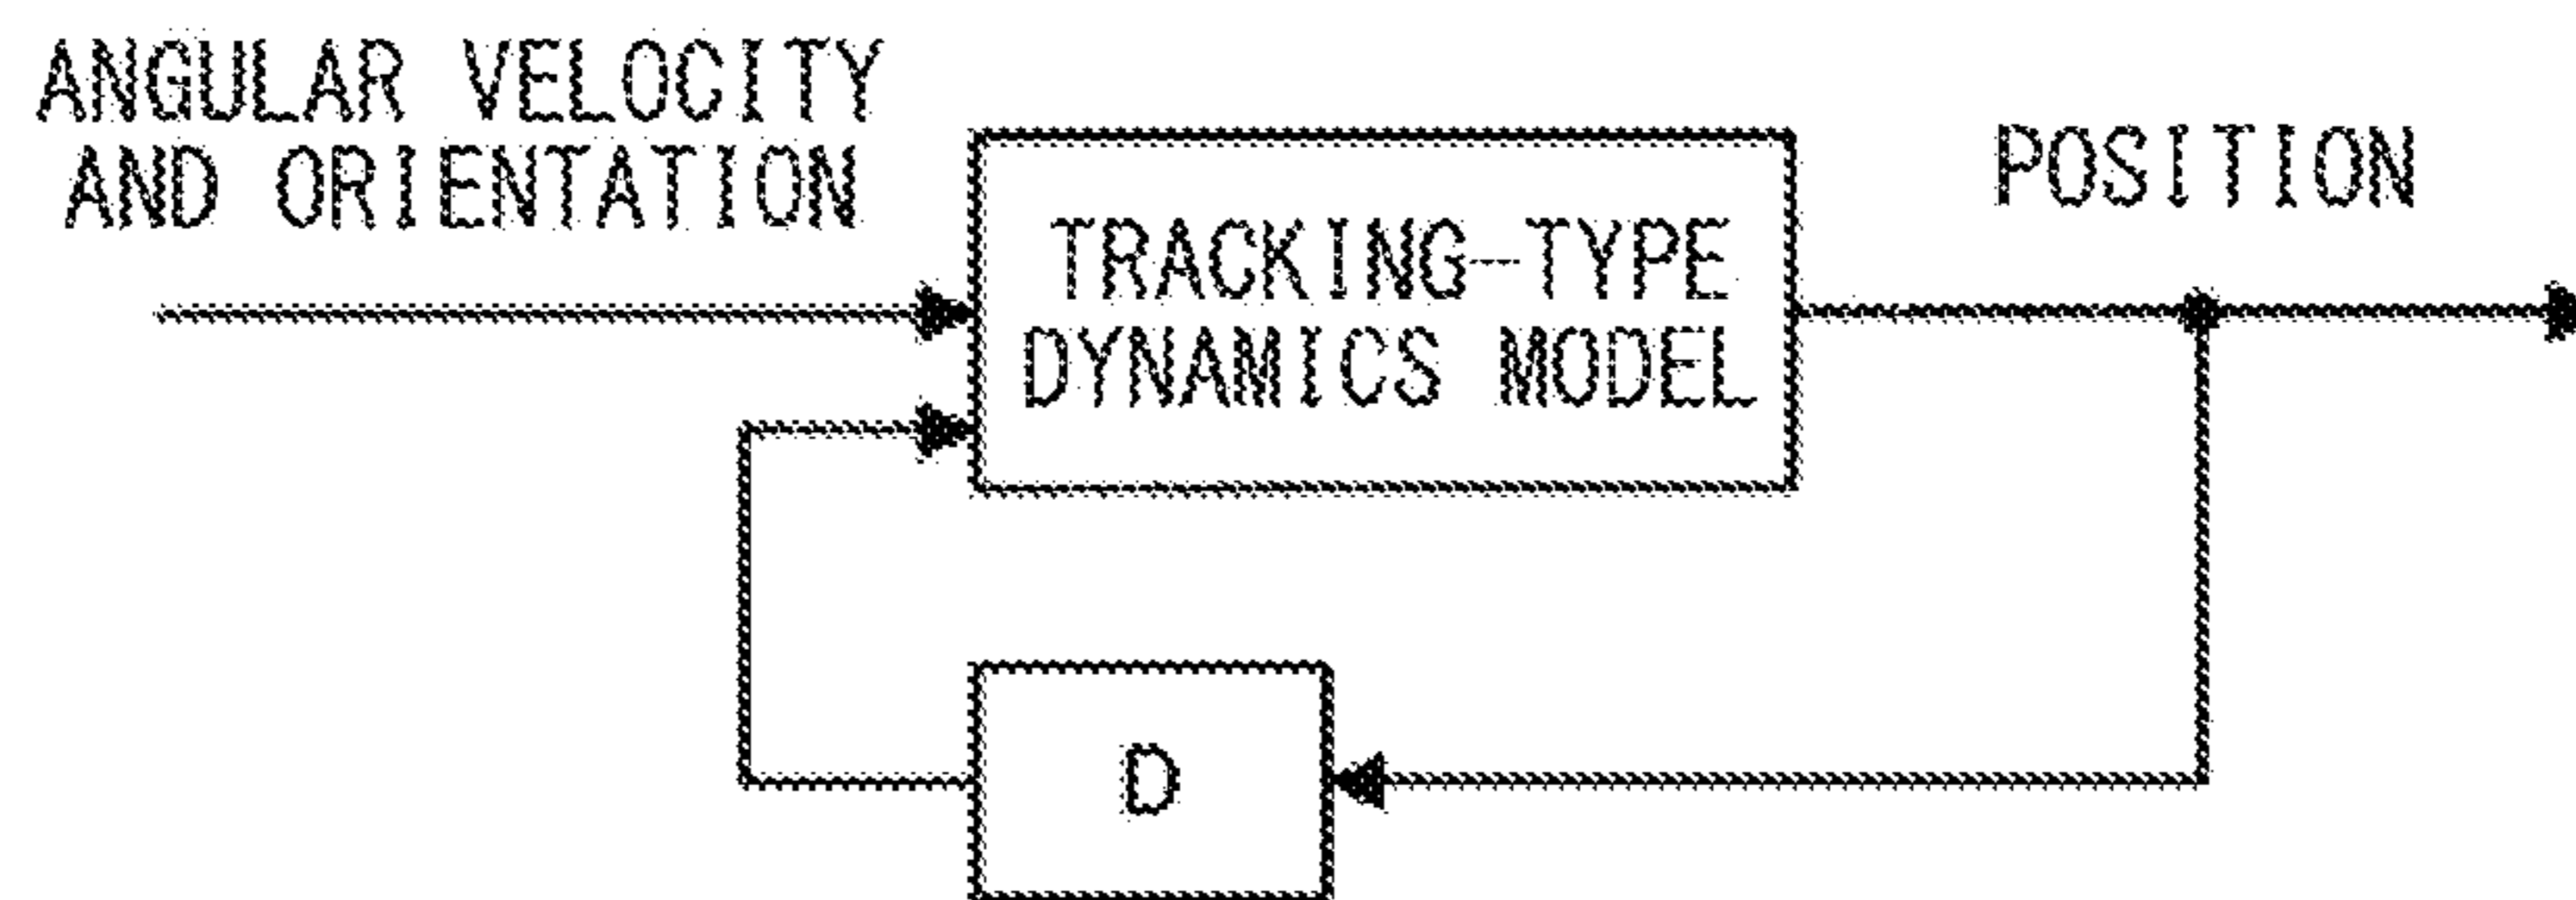 ANGULAR VELOCITY
AND ORIENTATION
TRACKING-TYPE
DYNAMICS MODEL
POSITION
D